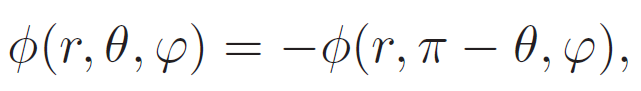 ϕ(r, θ, φ) = −ϕ(r, π − θ, φ),